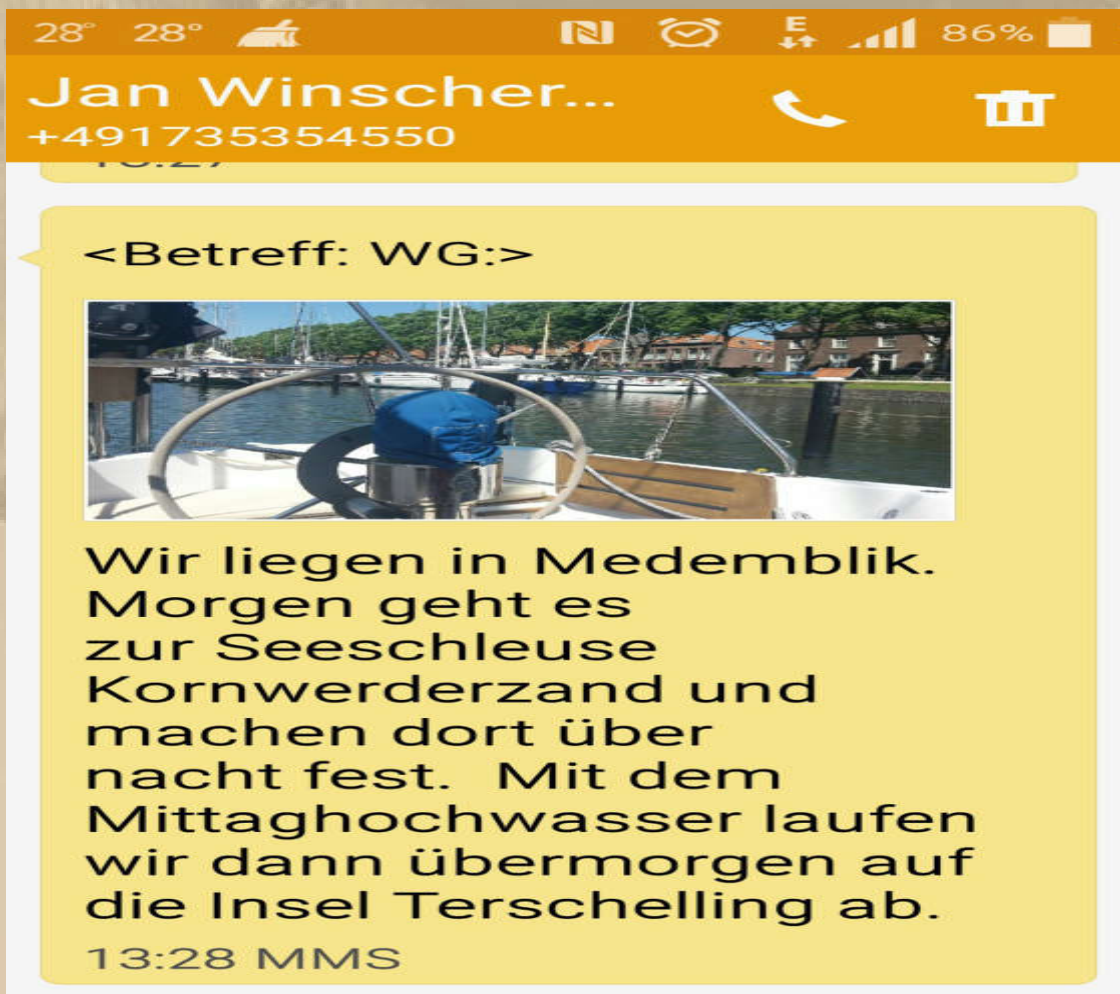 28° 28° E 86%
Jan Winscher...
+491735354550
<Betreff: WG:>
Wir liegen in Medemblik.
Morgen geht es
zur Seeschleuse
Kornwerderzand und
machen dort über
nacht fest. Mit dem
Mittaghochwasser laufen
wir dann übermorgen auf
die Insel Terschelling ab.
13:28 MMS